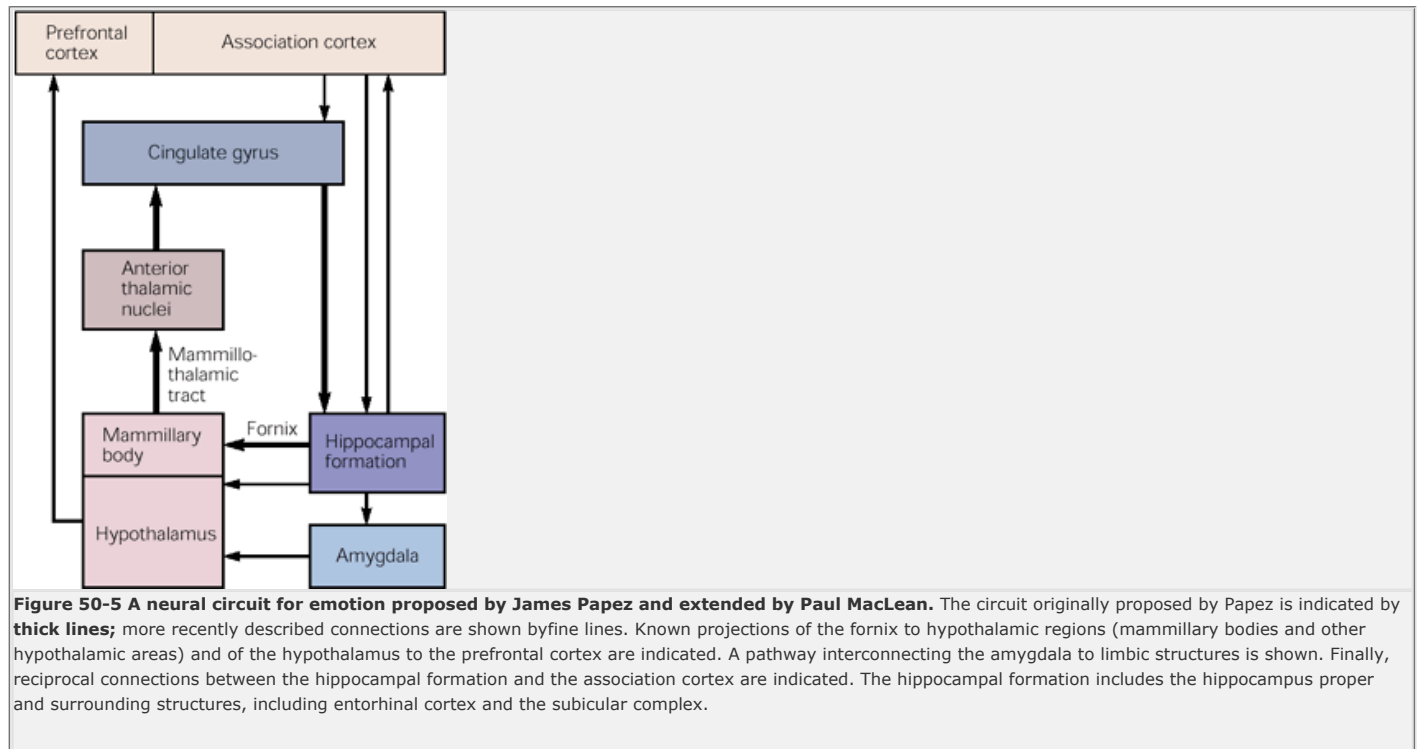 Prefrontal
cortex
Association cortex
Cingulate gyrus
Anterior
thalamic
nuclei
Mammillo-
thalamic
tract
Mammillary
body
Fornix
Hippocampal
formation
Hypothalamus
Amygdala
Figure 50-5 A neural circuit for emotion proposed by James Papez and extended by Paul MacLean. The circuit originally proposed by Papez is indicated by
thick lines; more recently described connections are shown byfine lines. Known projections of the fornix to hypothalamic regions (mammillary bodies and other
hypothalamic areas) and of the hypothalamus to the prefrontal cortex are indicated. A pathway interconnecting the amygdala to limbic structures is shown. Finally,
reciprocal connections between the hippocampal formation and the association cortex are indicated. The hippocampal formation includes the hippocampus proper
and surrounding structures, including entorhinal cortex and the subicular complex.